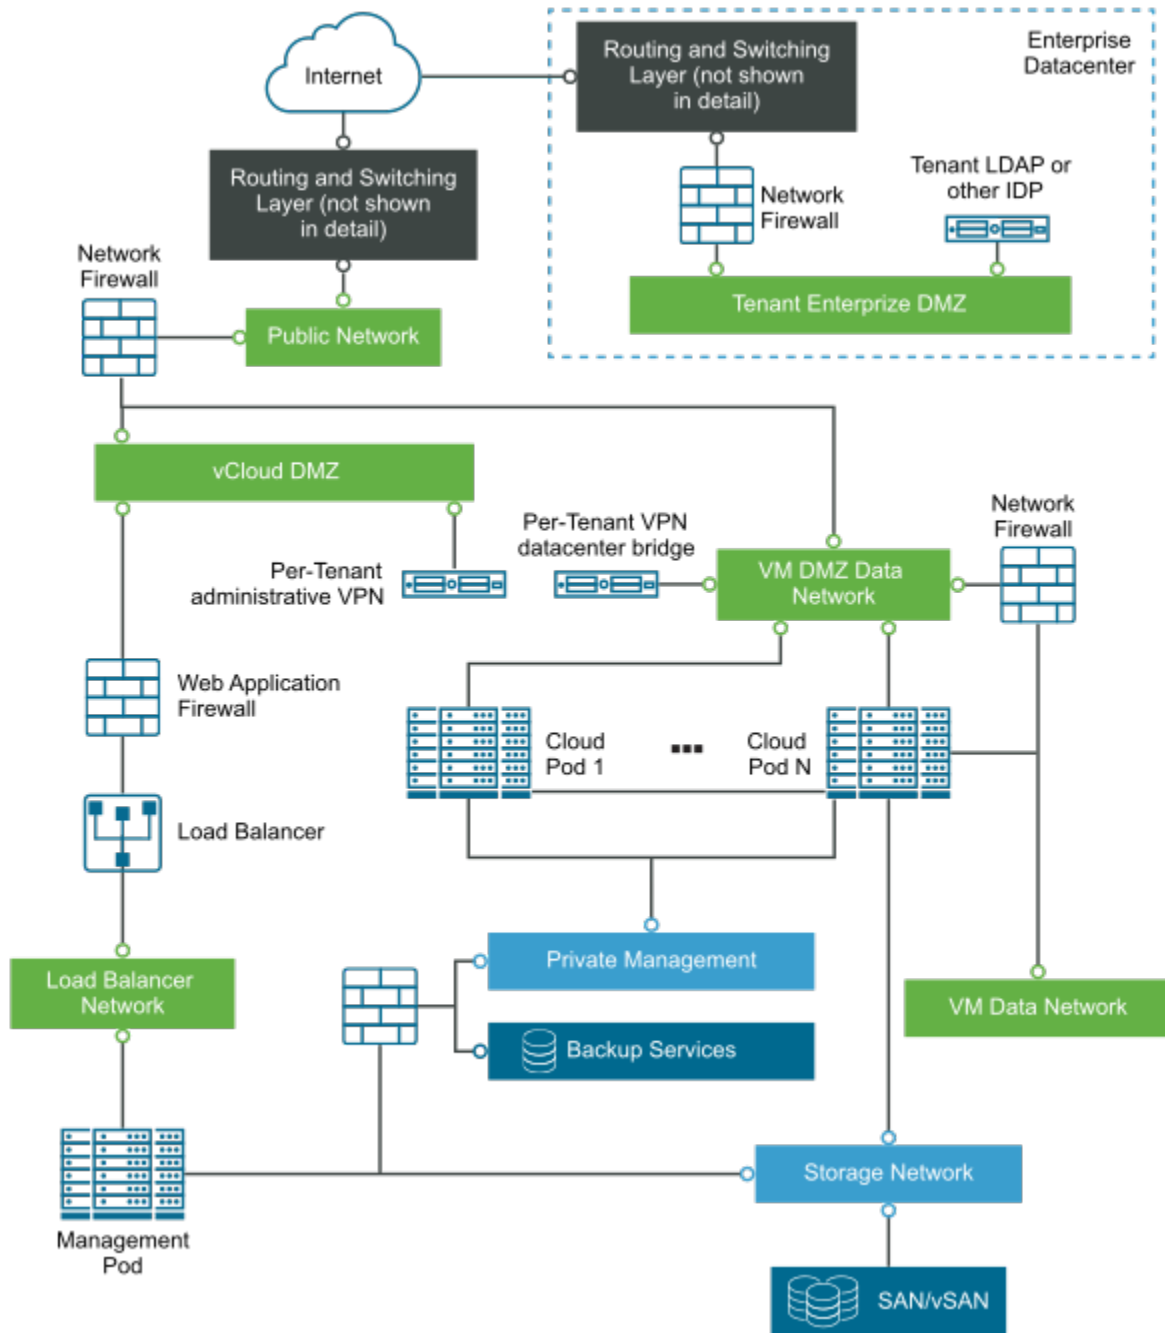 Internet
Routing and Switching
Layer (not shown
in detail)
Enterprise
Datacenter
Routing and Switching
Layer (not shown
in detail)
Network
Firewall
Tenant LDAP or
other IDP
Network
Firewall
Tenant Enterprize DMZ
Public Network
vCloud DMZ
Per-Tenant
administrative VPN
Per-Tenant VPN
datacenter bridge
VM DMZ Data
Network
Network
Firewall
Web Application
Firewall
Cloud
Pod 1
Cloud
Pod N
Load Balancer
Load Balancer
Network
Private Management
Backup Services
VM Data Network
Management
Pod
Storage Network
SAN/vSAN